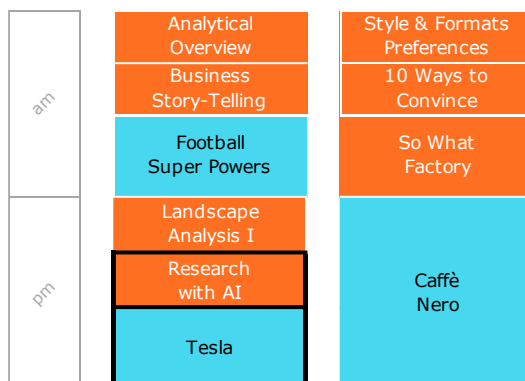 am
Analytical
Overview
Business
Story-Telling
Football
Super Powers
Style & Formats
Preferences
10 Ways to
Convince
So What
Factory
pm
Landscape
Analysis I
Research
with AI
Tesla
Caffè
Nero